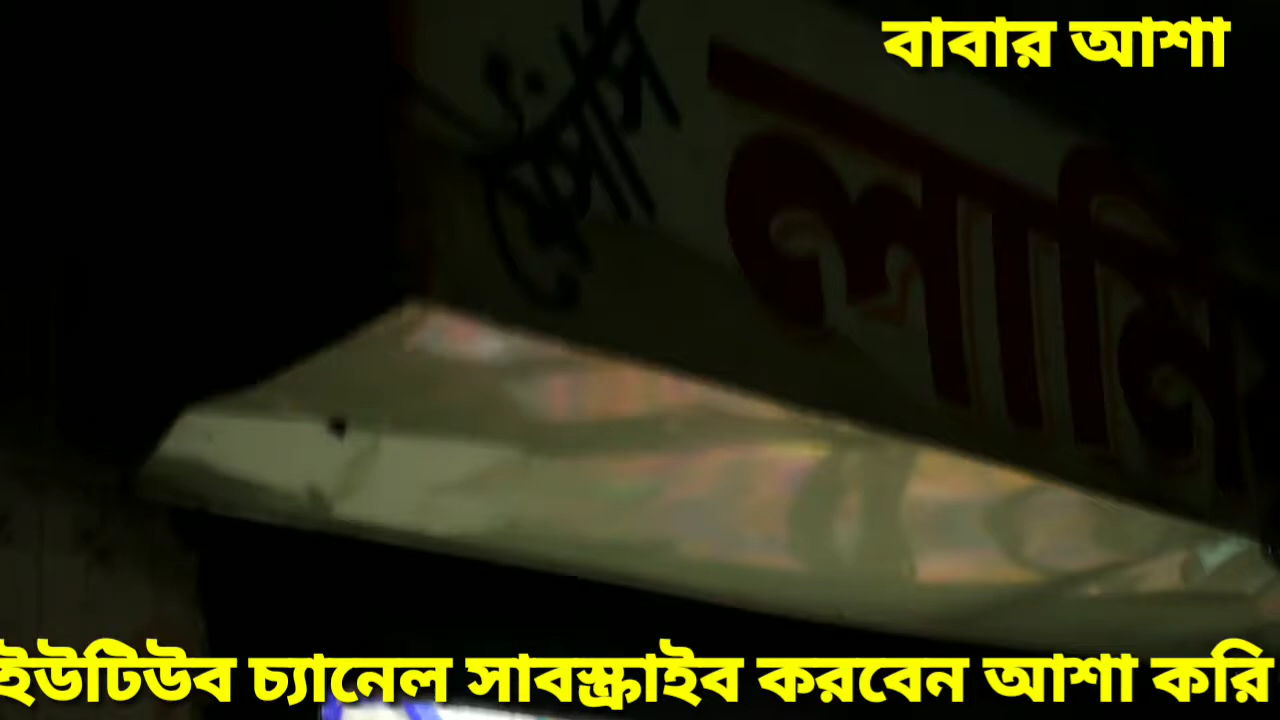 বাবার আশা
পানি
ইউটিউব চ্যানেল সাবস্ক্রাইব করবেন আশা করি